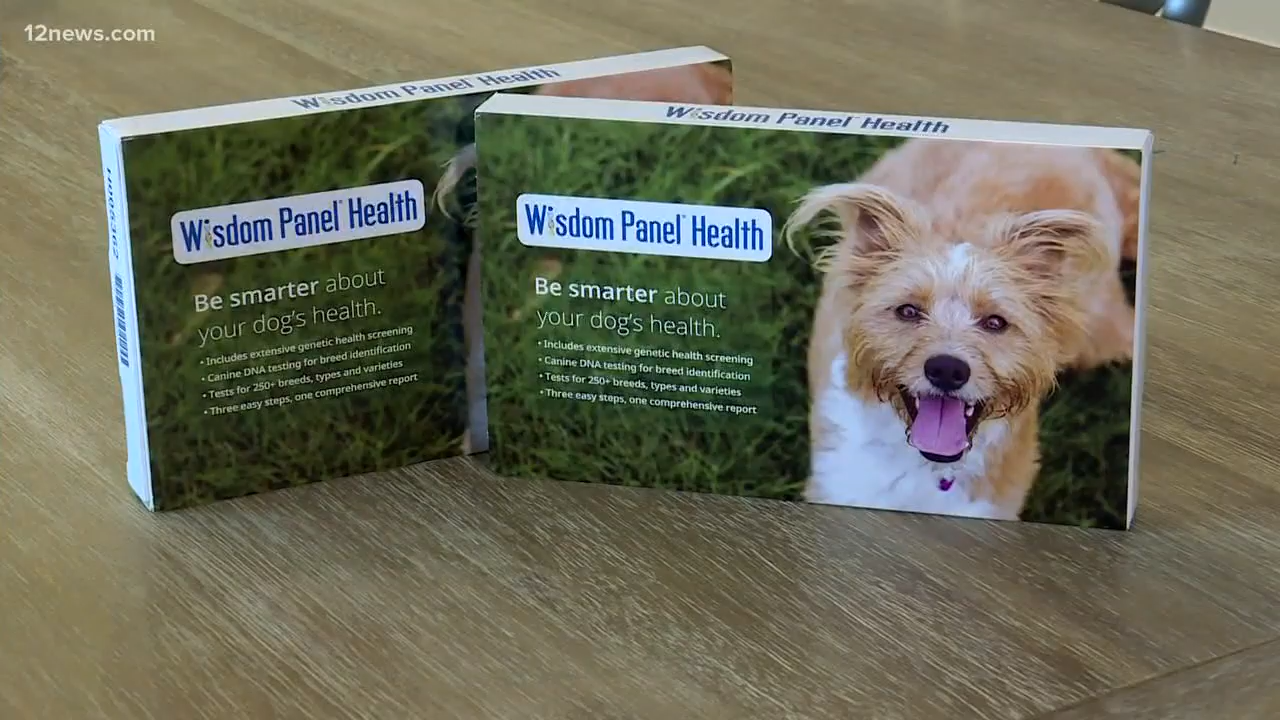 12news.com
Wisdom Panel Health
Wisdom Panel™ Health
Be smarter about
your dog's health.
• Includes extensive genetic health screening
• Canine DNA testing for breed identification
• Tests for 250+ breeds, types and varieties
• Three easy steps, one comprehensive report
Wisdom Panel Health
Wisdom Panel™ Health
Be smarter about
your dog's health.
• Includes extensive genetic health screening
• Canine DNA testing for breed identification
• Tests for 250+ breeds, types and varieties
• Three easy steps, one comprehensive report